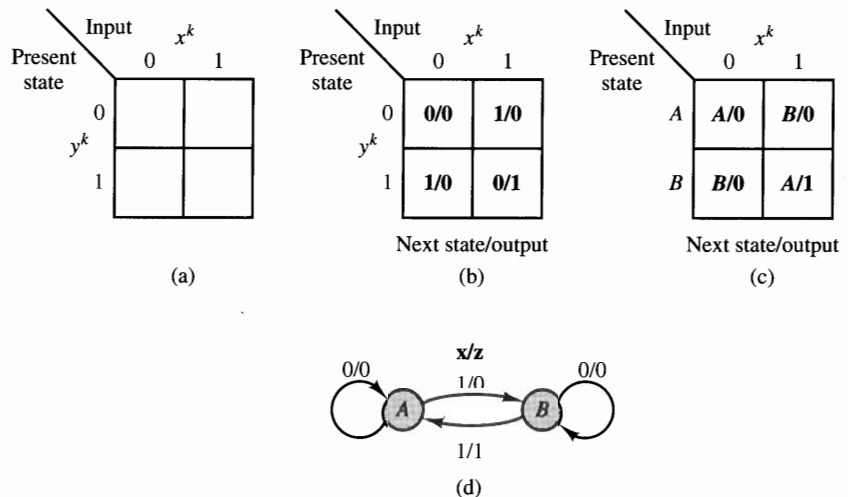 Input
x^k
Present state
0 1
0
y^k
1
(a)
Input
x^k
Present state
0 1
0 0/0 1/0
y^k
1 1/0 0/1
Next state/output
(b)
Input
x^k
Present state
0 1
A A/0 B/0
B B/0 A/1
Next state/output
(c)
x/z
0/0 1/0 0/0
A B
1/1
(d)